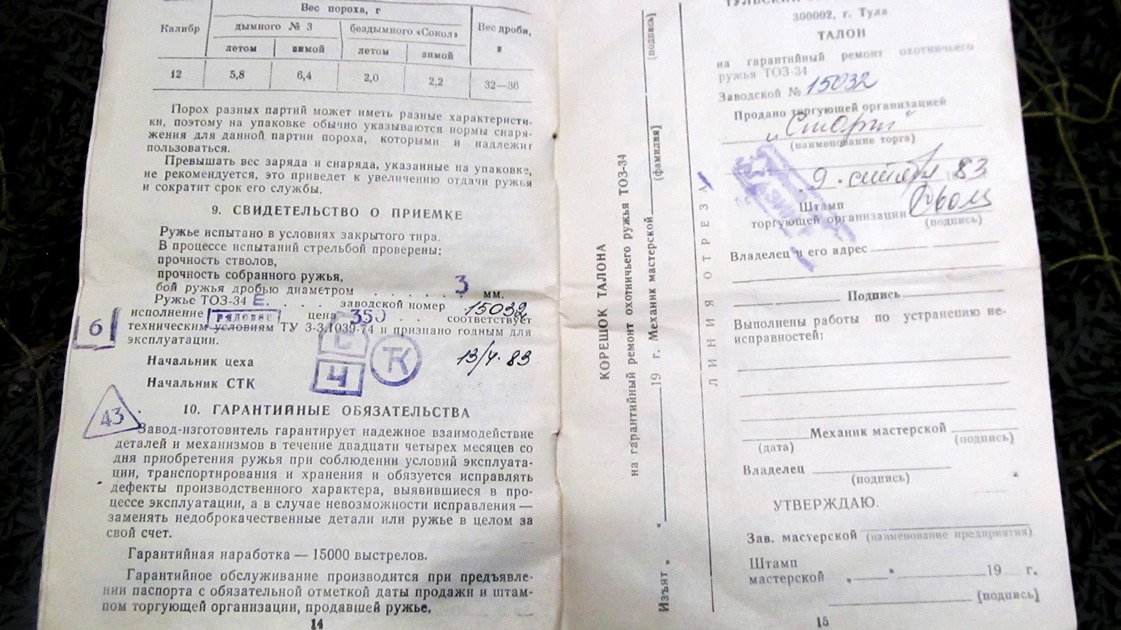 Калибр
Вес пороха, г
Вес дроби, г
дымного № 3
бездымного «Сокол»
летом
зимой
летом
зимой
12
5,8
6,4
2,0
2,2
32—36
Порох разных партий может иметь разные характеристи-
ки, поэтому на упаковке обычно указываются нормы снаря-
жения для данной партии пороха, которыми и надлежит
пользоваться.
Превышать вес заряда и снаряда, указанные на упаковке,
не рекомендуется, это приведет к увеличению отдачи ружья
и сократит срок его службы.
9. СВИДЕТЕЛЬСТВО О ПРИЕМКЕ
Ружье испытано в условиях закрытого тира.
В процессе испытаний стрельбой проверены:
прочность стволов,
прочность собранного ружья,
бой ружья дробью диаметром . . . . . . 3 мм.
Ружье ТОЗ-34 Е. . . . заводской номер 15032
исполнение рядовое цена 350 . . соответствует
техническим условиям ТУ 3-3.1039-74 и признано годным для
эксплуатации.
6
С
Ч
Начальник цеха 13/4. 83
Начальник СТК
43
10. ГАРАНТИЙНЫЕ ОБЯЗАТЕЛЬСТВА
Завод-изготовитель гарантирует надежное взаимодействие
деталей и механизмов в течение двадцати четырех месяцев со
дня приобретения ружья при соблюдении условий эксплуата-
ции, транспортирования и хранения и обязуется исправлять
дефекты производственного характера, выявившиеся в про-
цессе эксплуатации, а в случае невозможности исправления —
заменять недоброкачественные детали или ружье в целом за
свой счет.
Гарантийная наработка — 15000 выстрелов.
Гарантийное обслуживание производится при предъявле-
нии паспорта с обязательной отметкой даты продажи и штам-
пом торгующей организации, продавшей ружье.
14
КОРЕШОК ТАЛОНА
на гарантийный ремонт охотничьего ружья ТОЗ-34
Изъят „ “ 19 г. Механик мастерской
(фамилия)
(подпись)
ЛИНИЯ ОТРЕЗА
ТУЛЬСКИЙ
300002, г. Тула
ТАЛОН
на гарантийный ремонт охотничьего
ружья ТОЗ-34
Заводской № 15032
Продано торгующей организацией
(наименование торга)
9. 83
Штамп
торгующей организации
(подпись)
Владелец и его адрес
Подпись
Выполнены работы по устранению не-
исправностей:
Механик мастерской
(дата)
(подпись)
Владелец
(подпись)
УТВЕРЖДАЮ.
Зав. мастерской (наименование предприятия)
Штамп
мастерской „ “ 19 г.
[подпись)
15